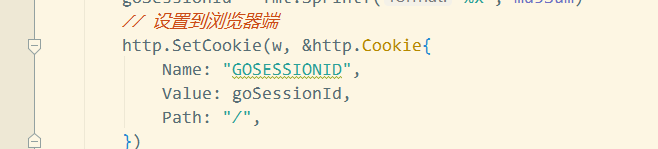 // 设置到浏览器端
http.SetCookie(w, &http.Cookie{
Name: "GOSESSIONID",
Value: goSessionId,
Path: "/",
})